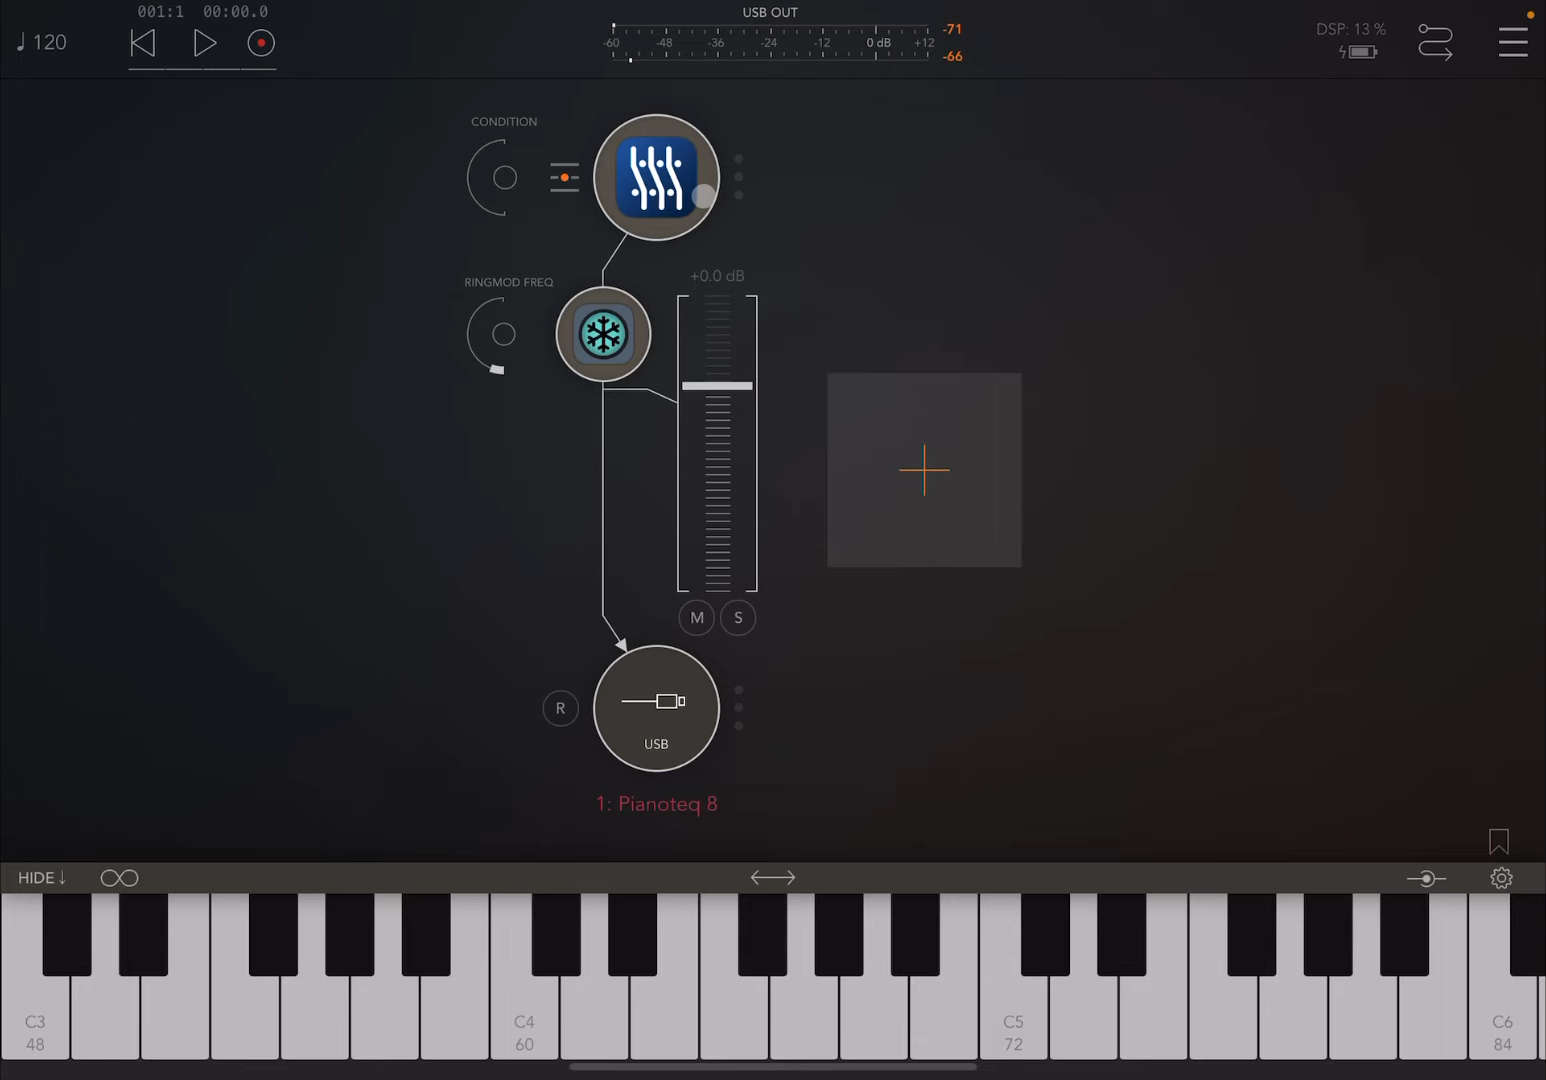 001:1 00:00.0
120
USB OUT
-60 -48 -36 -24 -12 0 dB +12
-71
-66
DSP: 13 %
CONDITION
RINGMOD FREQ
+0.0 dB
M S
R
USB
1: Pianoteq 8
HIDE↓
C3
48
C4
60
C5
72
C6
84